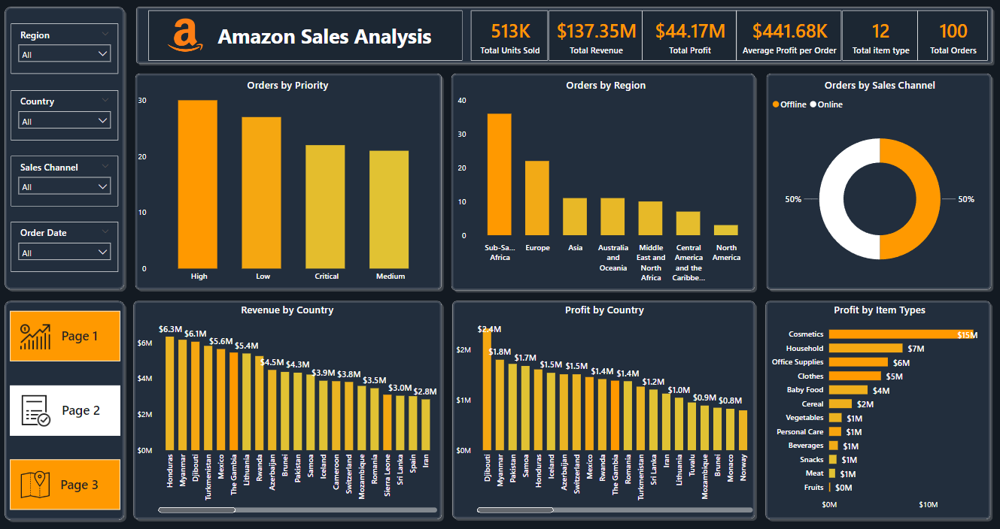 Region
All
Country
All
Sales Channel
All
Order Date
All
Page 1
Page 2
Page 3
a
Amazon Sales Analysis
513K
Total Units Sold
$137.35M
Total Revenue
$44.17M
Total Profit
$441.68K
Average Profit per Order
12
Total item type
100
Total Orders
Orders by Priority
30
20
10
0
High
Low
Critical
Medium
Orders by Region
40
30
20
10
0
Sub-Sa...
Africa
Europe
Asia
Australia
and
Oceania
Middle
East and
North
Africa
Central
America
and the
Caribbe...
North
America
Orders by Sales Channel
Offline Online
50%
50%
Revenue by Country
$6M
$4M
$2M
$0M
$6.3M
$6.1M
$5.6M
$5.4M
$4.5M
$4.3M
$3.9M
$3.8M
$3.5M
$3.0M
$2.8M
Honduras
Myanmar
Djibouti
Turkmenistan
Mexico
The Gambia
Lithuania
Rwanda
Azerbaijan
Brunei
Pakistan
Samoa
Iceland
Cameroon
Switzerland
Mozambique
Romania
Sierra Leone
Sri Lanka
Spain
Iran
Profit by Country
$2M
$1M
$0M
$2.4M
$1.8M
$1.7M
$1.5M
$1.5M
$1.4M
$1.4M
$1.2M
$1.0M
$0.9M
$0.8M
Djibouti
Myanmar
Pakistan
Samoa
Honduras
Iceland
Azerbaijan
Switzerland
Mexico
Rwanda
The Gambia
Romania
Turkmenistan
Sri Lanka
Iran
Lithuania
Tuvalu
Mozambique
Brunei
Monaco
Norway
Profit by Item Types
Cosmetics $15M
Household $7M
Office Supplies $6M
Clothes $5M
Baby Food $4M
Cereal $2M
Vegetables $1M
Personal Care $1M
Beverages $1M
Snacks $1M
Meat $1M
Fruits $0M
$0M $10M